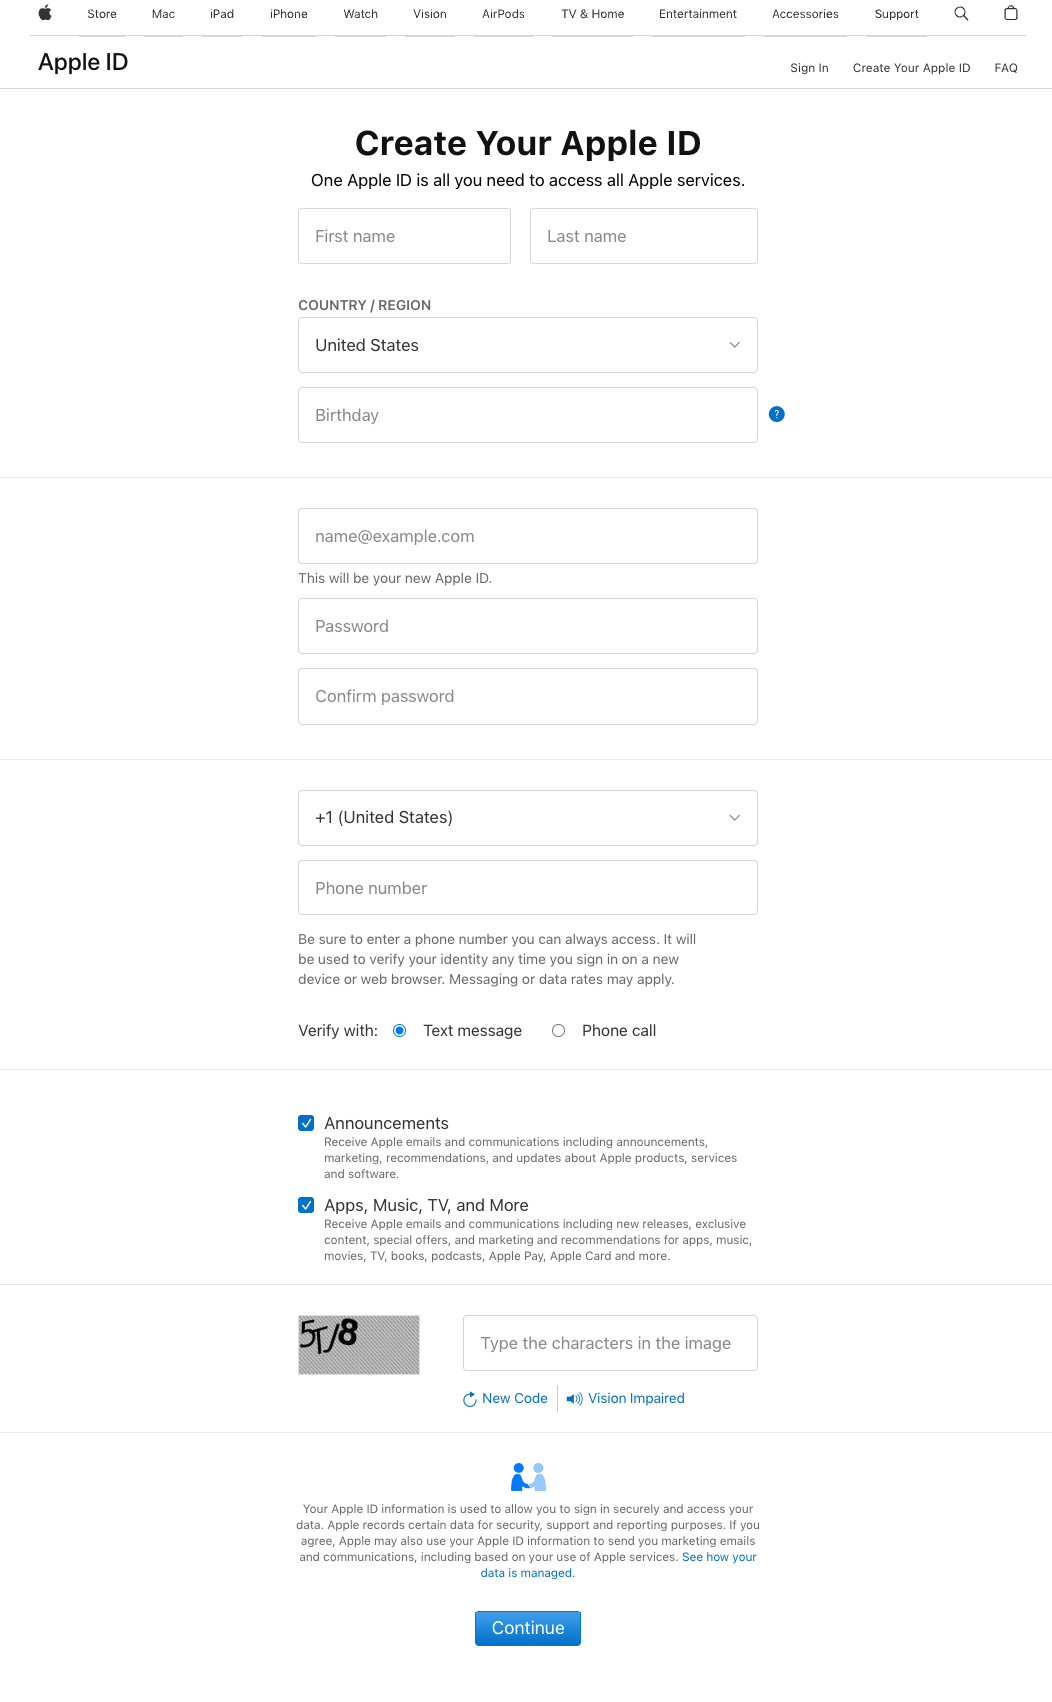 Store Mac iPad iPhone Watch Vision AirPods TV & Home Entertainment Accessories Support
Apple ID
Sign In Create Your Apple ID FAQ
Create Your Apple ID
One Apple ID is all you need to access all Apple services.
First name Last name
COUNTRY / REGION
United States
Birthday ?
name@example.com
This will be your new Apple ID.
Password
Confirm password
+1 (United States)
Phone number
Be sure to enter a phone number you can always access. It will
be used to verify your identity any time you sign in on a new
device or web browser. Messaging or data rates may apply.
Verify with: Text message Phone call
Announcements
Receive Apple emails and communications including announcements,
marketing, recommendations, and updates about Apple products, services
and software.
Apps, Music, TV, and More
Receive Apple emails and communications including new releases, exclusive
content, special offers, and marketing and recommendations for apps, music,
movies, TV, books, podcasts, Apple Pay, Apple Card and more.
Type the characters in the image
New Code Vision Impaired
Your Apple ID information is used to allow you to sign in securely and access your
data. Apple records certain data for security, support and reporting purposes. If you
agree, Apple may also use your Apple ID information to send you marketing emails
and communications, including based on your use of Apple services. See how your
data is managed.
Continue